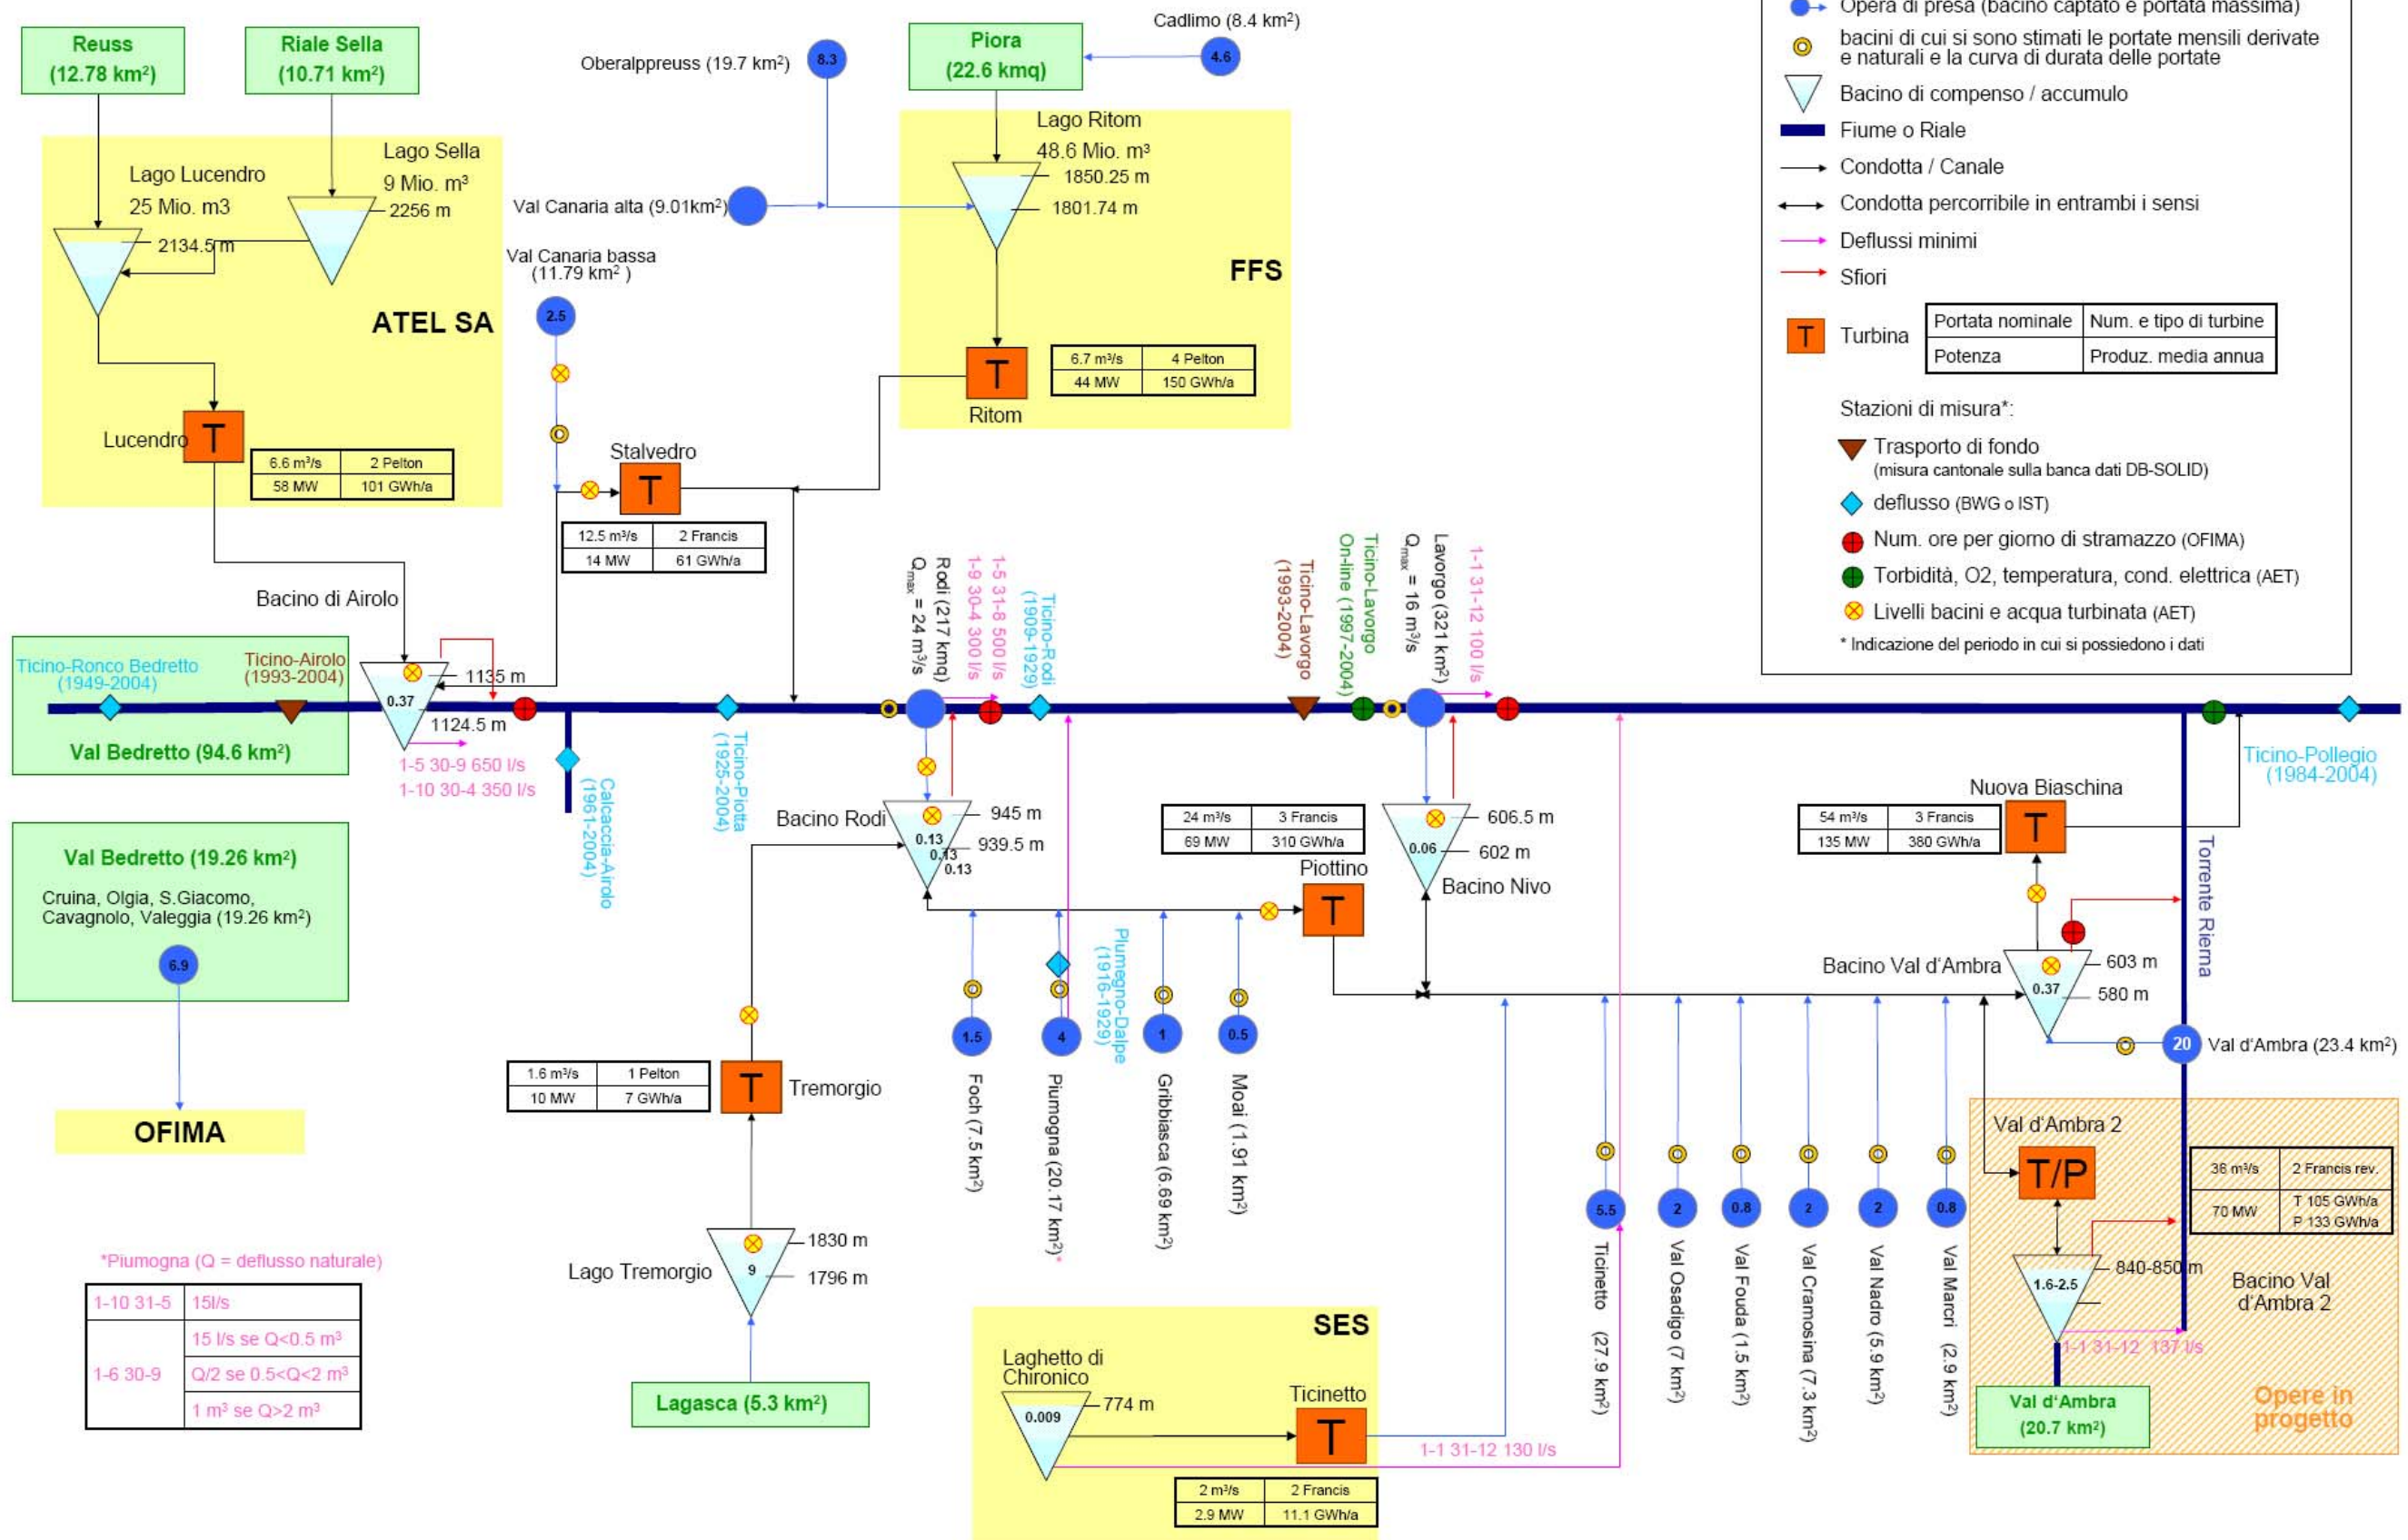 Reuss
(12.78 km²)
Riale Sella
(10.71 km²)
Oberalppreuss (19.7 km²)
8.3
Piora
(22.6 kmq)
Cadlimo (8.4 km²)
4.6
Lago Lucendro
25 Mio. m3
2134.5 m
Lago Sella
9 Mio. m³
2256 m
ATEL SA
Lucendro
T
6.6 m³/s
2 Pelton
58 MW
101 GWh/a
Val Canaria alta (9.01km²)
Val Canaria bassa
(11.79 km² )
2.5
Lago Ritom
48.6 Mio. m³
1850.25 m
1801.74 m
FFS
T
Ritom
6.7 m³/s
4 Pelton
44 MW
150 GWh/a
Stalvedro
T
12.5 m³/s
2 Francis
14 MW
61 GWh/a
Opera di presa (bacino captato e portata massima)
bacini di cui si sono stimati le portate mensili derivate
e naturali e la curva di durata delle portate
Bacino di compenso / accumulo
Fiume o Riale
Condotta / Canale
Condotta percorribile in entrambi i sensi
Deflussi minimi
Sfiori
T
Turbina
Portata nominale
Num. e tipo di turbine
Potenza
Produz. media annua
Stazioni di misura*:
Trasporto di fondo
(misura cantonale sulla banca dati DB-SOLID)
deflusso (BWG o IST)
Num. ore per giorno di stramazzo (OFIMA)
Torbidità, O2, temperatura, cond. elettrica (AET)
Livelli bacini e acqua turbinata (AET)
* Indicazione del periodo in cui si possiedono i dati
Bacino di Airolo
Ticino-Ronco Bedretto
(1949-2004)
Ticino-Airolo
(1993-2004)
Val Bedretto (94.6 km²)
0.37
1135 m
1124.5 m
1-5 30-9 650 l/s
1-10 30-4 350 l/s
Calcaccia-Airolo
(1961-2004)
Ticino-Piotta
(1925-2004)
Rodi (217 kmq)
Qmax = 24 m³/s
1-5 31-8 500 l/s
1-9 30-4 300 l/s
Ticino-Rodi
(1909-1929)
Ticino-Lavorgo
(1993-2004)
Ticino-Lavorgo
On-line (1997-2004)
Lavorgo (321 km²)
Qmax = 16 m³/s
1-1 31-12 100 l/s
Ticino-Pollegio
(1984-2004)
Val Bedretto (19.26 km²)
Cruina, Olgia, S.Giacomo,
Cavagnolo, Valeggia (19.26 km²)
6.9
OFIMA
Bacino Rodi
0.13
0.13
0.13
945 m
939.5 m
24 m³/s
3 Francis
69 MW
310 GWh/a
Piottino
T
0.06
606.5 m
602 m
Bacino Nivo
Nuova Biaschina
T
54 m³/s
3 Francis
135 MW
380 GWh/a
Torrente Rierna
Bacino Val d'Ambra
0.37
603 m
580 m
20
Val d'Ambra (23.4 km²)
1.5
Foch (7.5 km²)
4
Piumogna (20.17 km²)*
Plumegno-Dalpe
(1916-1929)
1
Gribbiasca (6.69 km²)
0.5
Moai (1.91 km²)
1.6 m³/s
1 Pelton
10 MW
7 GWh/a
T
Tremorgio
Lago Tremorgio
9
1830 m
1796 m
Lagasca (5.3 km²)
*Piumogna (Q = deflusso naturale)
1-10 31-5
15l/s
1-6 30-9
15 l/s se Q<0.5 m³
Q/2 se 0.5<Q<2 m³
1 m³ se Q>2 m³
SES
Laghetto di
Chironico
0.009
774 m
Ticinetto
T
2 m³/s
2 Francis
2.9 MW
11.1 GWh/a
1-1 31-12 130 l/s
5.5
Ticinetto (27.9 km²)
2
Val Osadigo (7 km²)
0.8
Val Fouda (1.5 km²)
2
Val Cramosina (7.3 km²)
2
Val Nadro (5.9 km²)
0.8
Val Marcri (2.9 km²)
Val d'Ambra 2
T/P
36 m³/s
2 Francis rev.
70 MW
T 105 GWh/a
P 133 GWh/a
1.6-2.5
840-850 m
Bacino Val
d'Ambra 2
1-1 31-12 137 l/s
Val d'Ambra
(20.7 km²)
Opere in
progetto